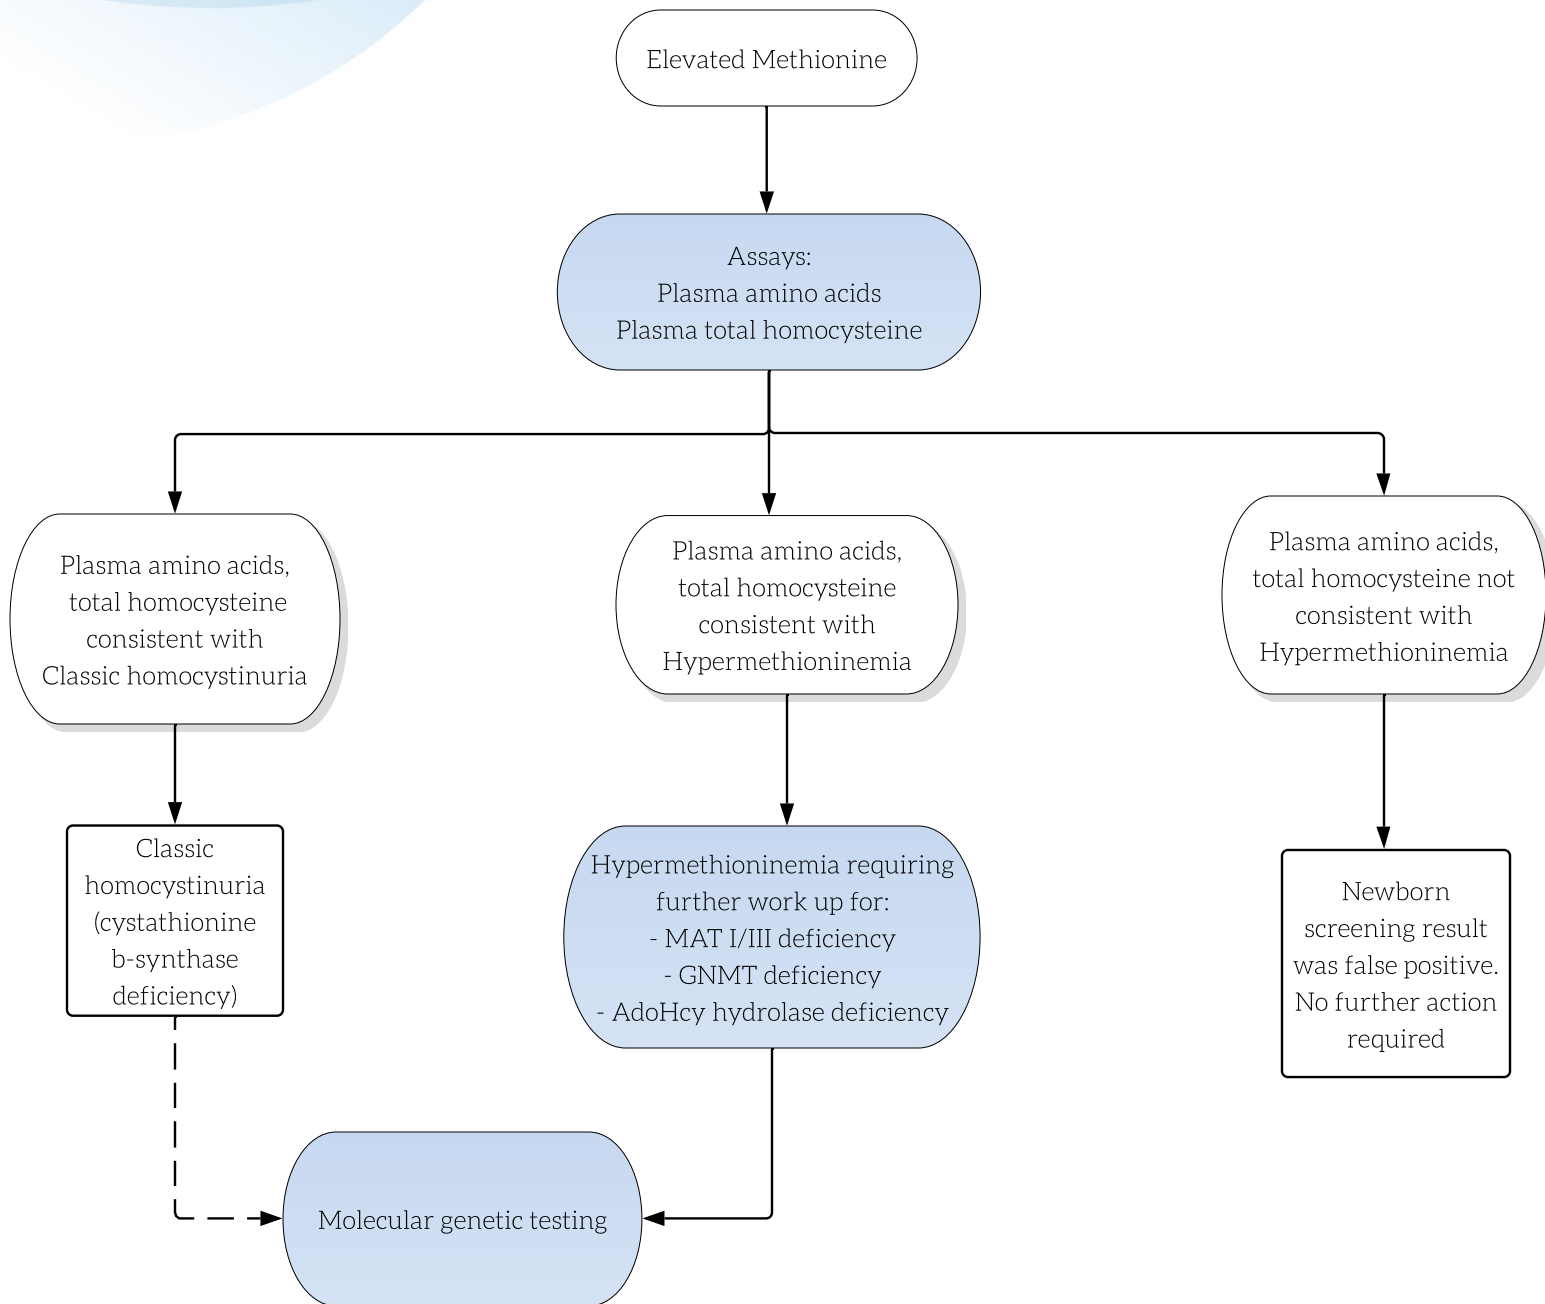 Elevated Methionine
Assays:
Plasma amino acids
Plasma total homocysteine
Plasma amino acids,
total homocysteine
consistent with
Classic homocystinuria
Plasma amino acids,
total homocysteine
consistent with
Hypermethioninemia
Plasma amino acids,
total homocysteine not
consistent with
Hypermethioninemia
Classic
homocystinuria
(cystathionine
b-synthase
deficiency)
Hypermethioninemia requiring
further work up for:
- MAT I/III deficiency
- GNMT deficiency
- AdoHcy hydrolase deficiency
Newborn
screening result
was false positive.
No further action
required
Molecular genetic testing